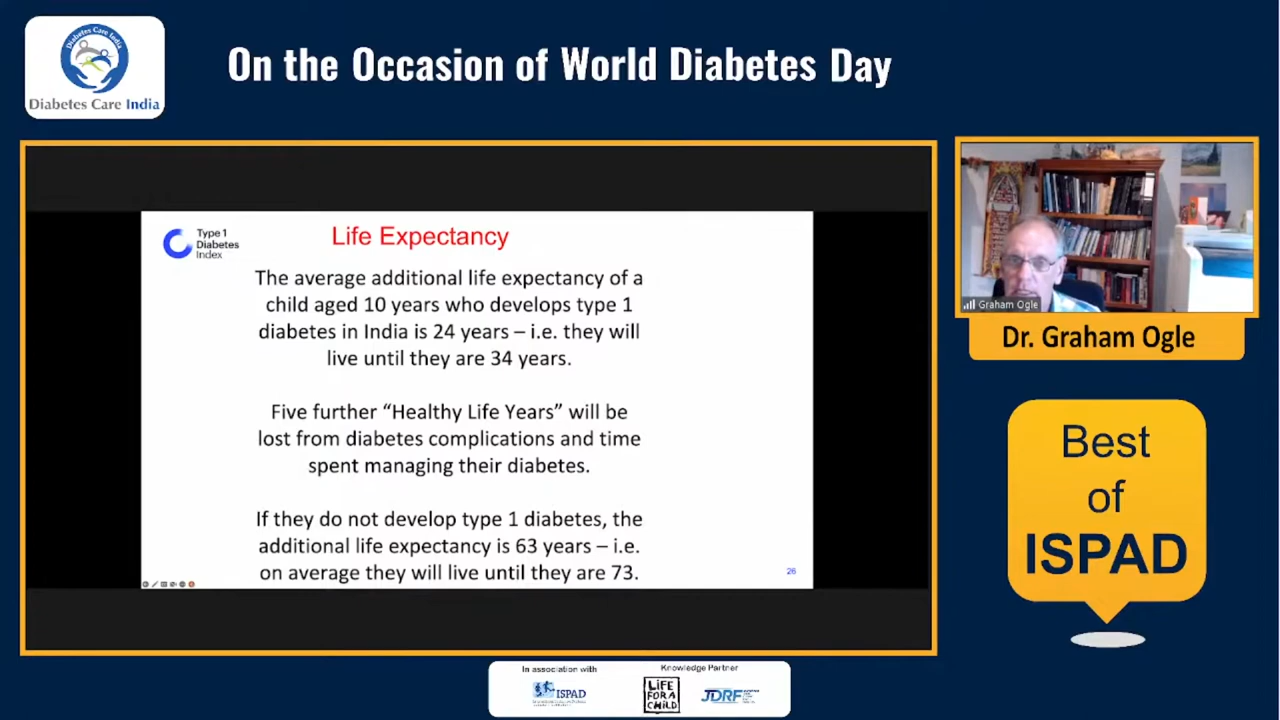 Diabetes Care India
Diabetes Care India
On the Occasion of World Diabetes Day
Type 1
Diabetes
Index
Life Expectancy
The average additional life expectancy of a
child aged 10 years who develops type 1
diabetes in India is 24 years – i.e. they will
live until they are 34 years.
Five further “Healthy Life Years” will be
lost from diabetes complications and time
spent managing their diabetes.
If they do not develop type 1 diabetes, the
additional life expectancy is 63 years – i.e.
on average they will live until they are 73.
26
Graham Ogle
Dr. Graham Ogle
Best
of
ISPAD
In association with
ISPAD
Knowledge Partner
LIFE
FOR A
CHILD
JDRF